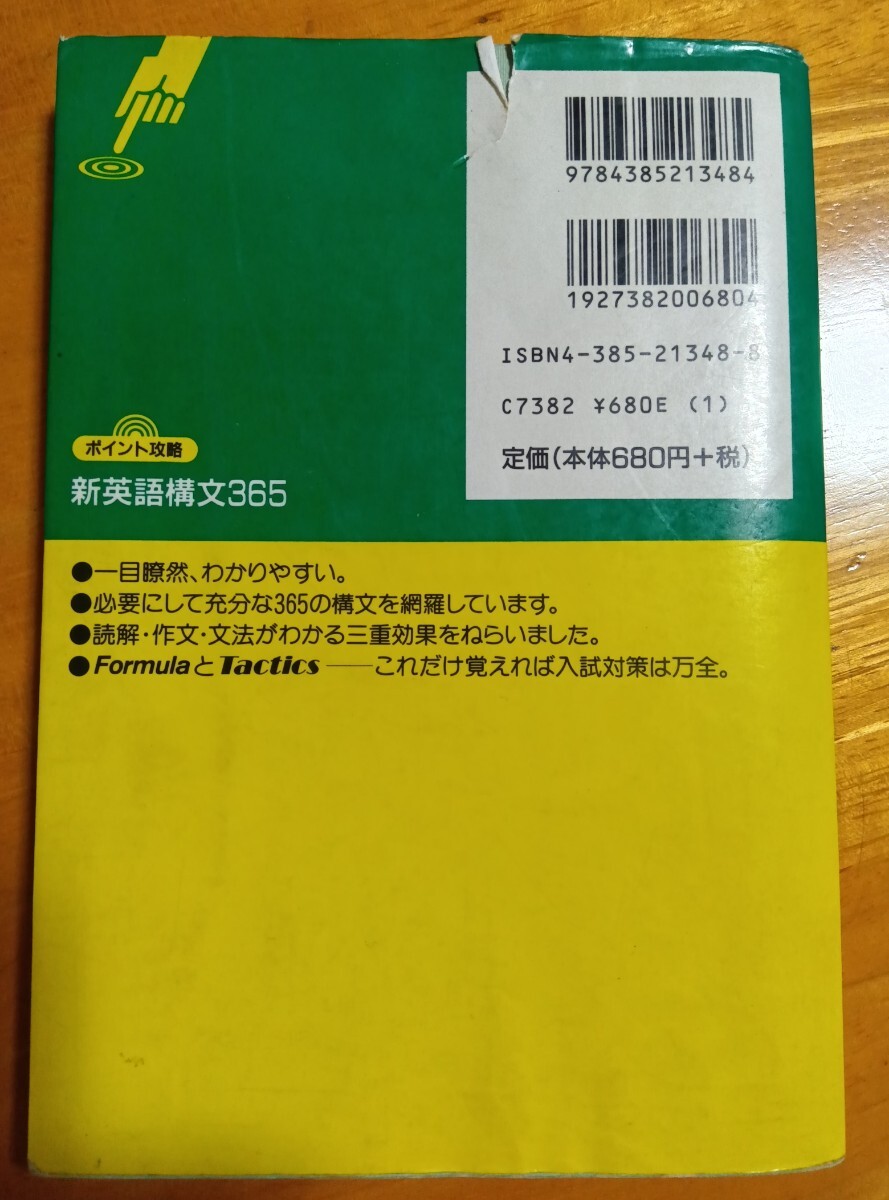 9784385213484
1927382006804
ISBN4-385-21348-8
C7382 ¥680E (1)
定価(本体680円+税)
ポイント攻略
新英語構文365
●一目瞭然、わかりやすい。
●必要にして充分な365の構文を網羅しています。
●読解・作文・文法がわかる三重効果をねらいました。
●FormulaとTactics——これだけ覚えれば入試対策は万全。